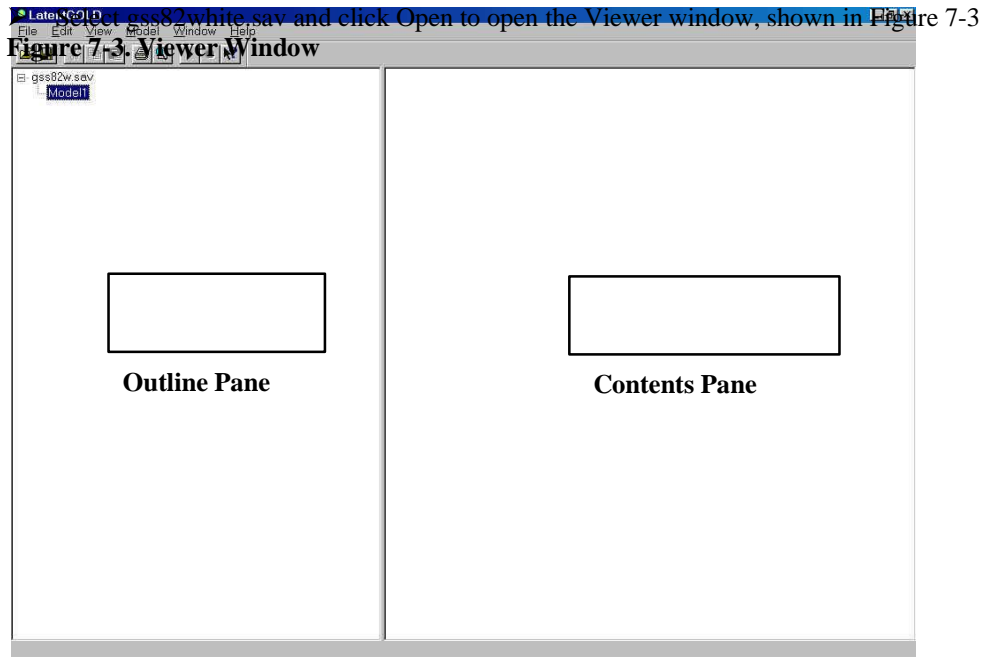 ► Select gss82white.sav and click Open to open the Viewer window, shown in Figure 7-3
LatentGOLD
File Edit View Model Window Help
Figure 7-3. Viewer Window
gss82w.sav
Model1
Outline Pane
Contents Pane